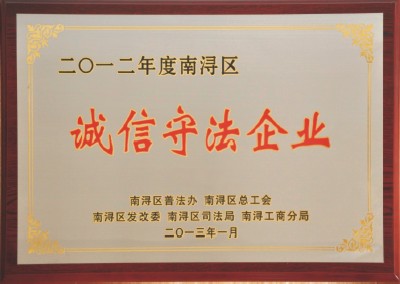 二〇一二年度南浔区
诚信守法企业
南浔区普法办 南浔区总工会
南浔区发改委 南浔区司法局 南浔工商分局
二〇一三年一月